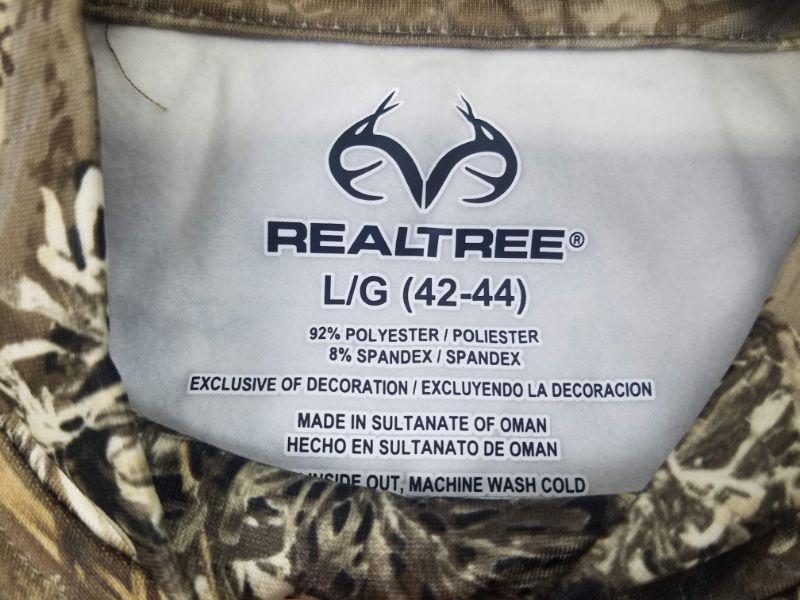 REALTREE®
L/G (42-44)
92% POLYESTER / POLIESTER
8% SPANDEX / SPANDEX
EXCLUSIVE OF DECORATION / EXCLUYENDO LA DECORACION
MADE IN SULTANATE OF OMAN
HECHO EN SULTANATO DE OMAN
INSIDE OUT, MACHINE WASH COLD